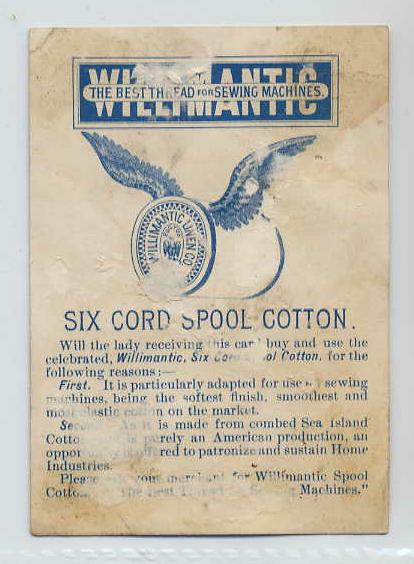 WILLIMANTIC
THE BEST THREAD FOR SEWING MACHINES
WILLIMANTIC LINEN CO.
SIX CORD SPOOL COTTON.
Will the lady receiving this card buy and use the
celebrated, Willimantic, Six Cord Spool Cotton, for the
following reasons:—
First. It is particularly adapted for use on sewing
machines, being the softest finish, smoothest and
most elastic cotton on the market.
Second. As it is made from combed Sea Island
Cotton it is purely an American production, an
opportunity is offered to patronize and sustain Home
Industries.
Please ask your merchant for Willimantic Spool
Cotton, "The Best Thread for Sewing Machines."